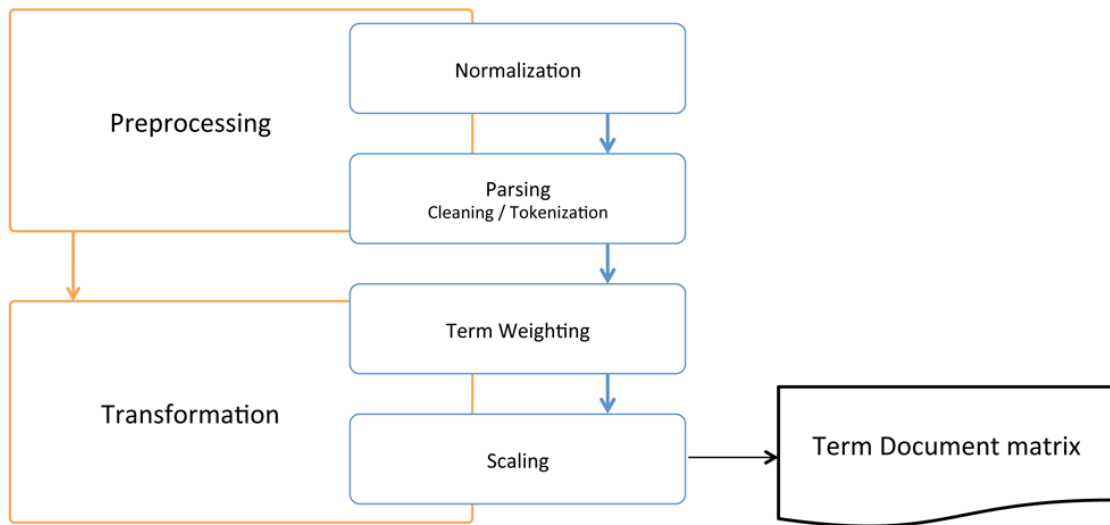 Preprocessing
Normalization
Parsing
Cleaning / Tokenization
Transformation
Term Weighting
Scaling
Term Document matrix